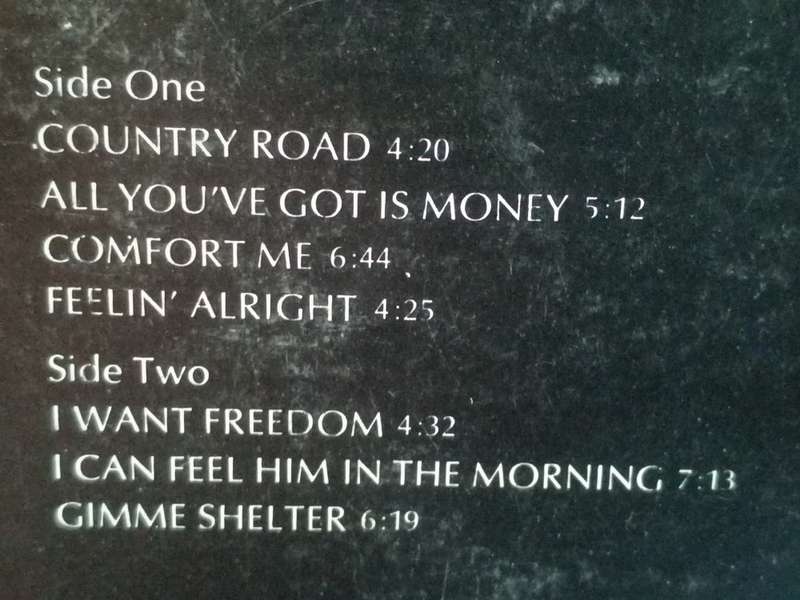 Side One
COUNTRY ROAD 4:20
ALL YOU'VE GOT IS MONEY 5:12
COMFORT ME 6:44
FEELIN' ALRIGHT 4:25
Side Two
I WANT FREEDOM 4:32
I CAN FEEL HIM IN THE MORNING 7:13
GIMME SHELTER 6:19